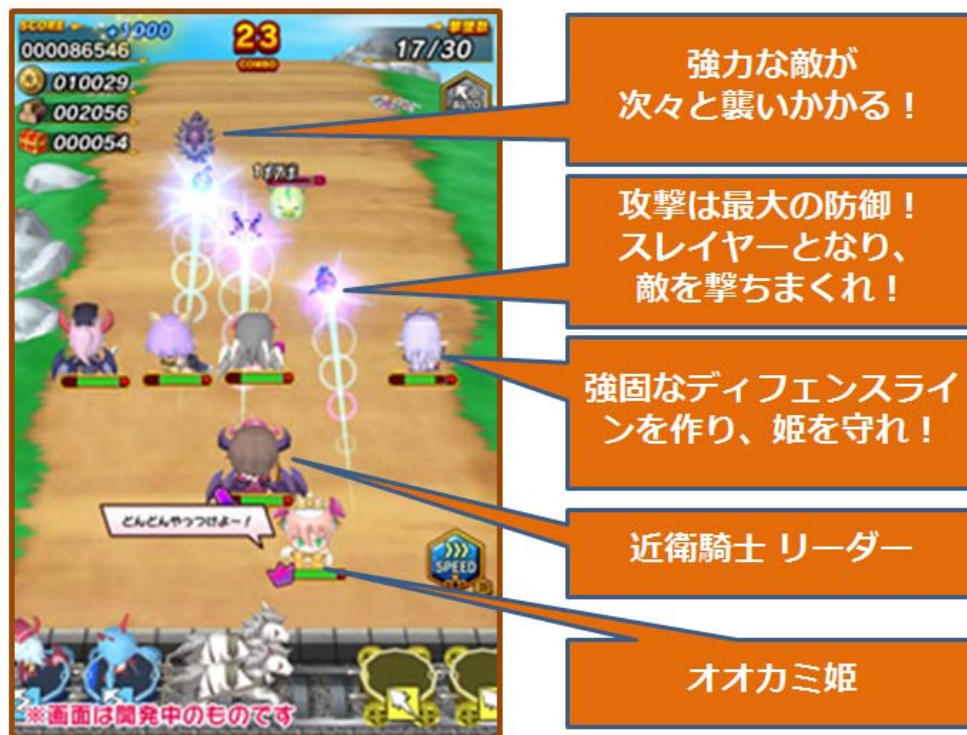 SCORE
+1000
000086546
23
COMBO
撃墜数
17/30
010029
AUTO
002056
000054
とんとんやっつけよ〜!
SPEED
※画面は開発中のものです
強力な敵が
次々と襲いかかる!
攻撃は最大の防御!
スレイヤーとなり、
敵を撃ちまくれ!
強固なディフェンスライ
ンを作り、姫を守れ!
近衛騎士 リーダー
オオカミ姫